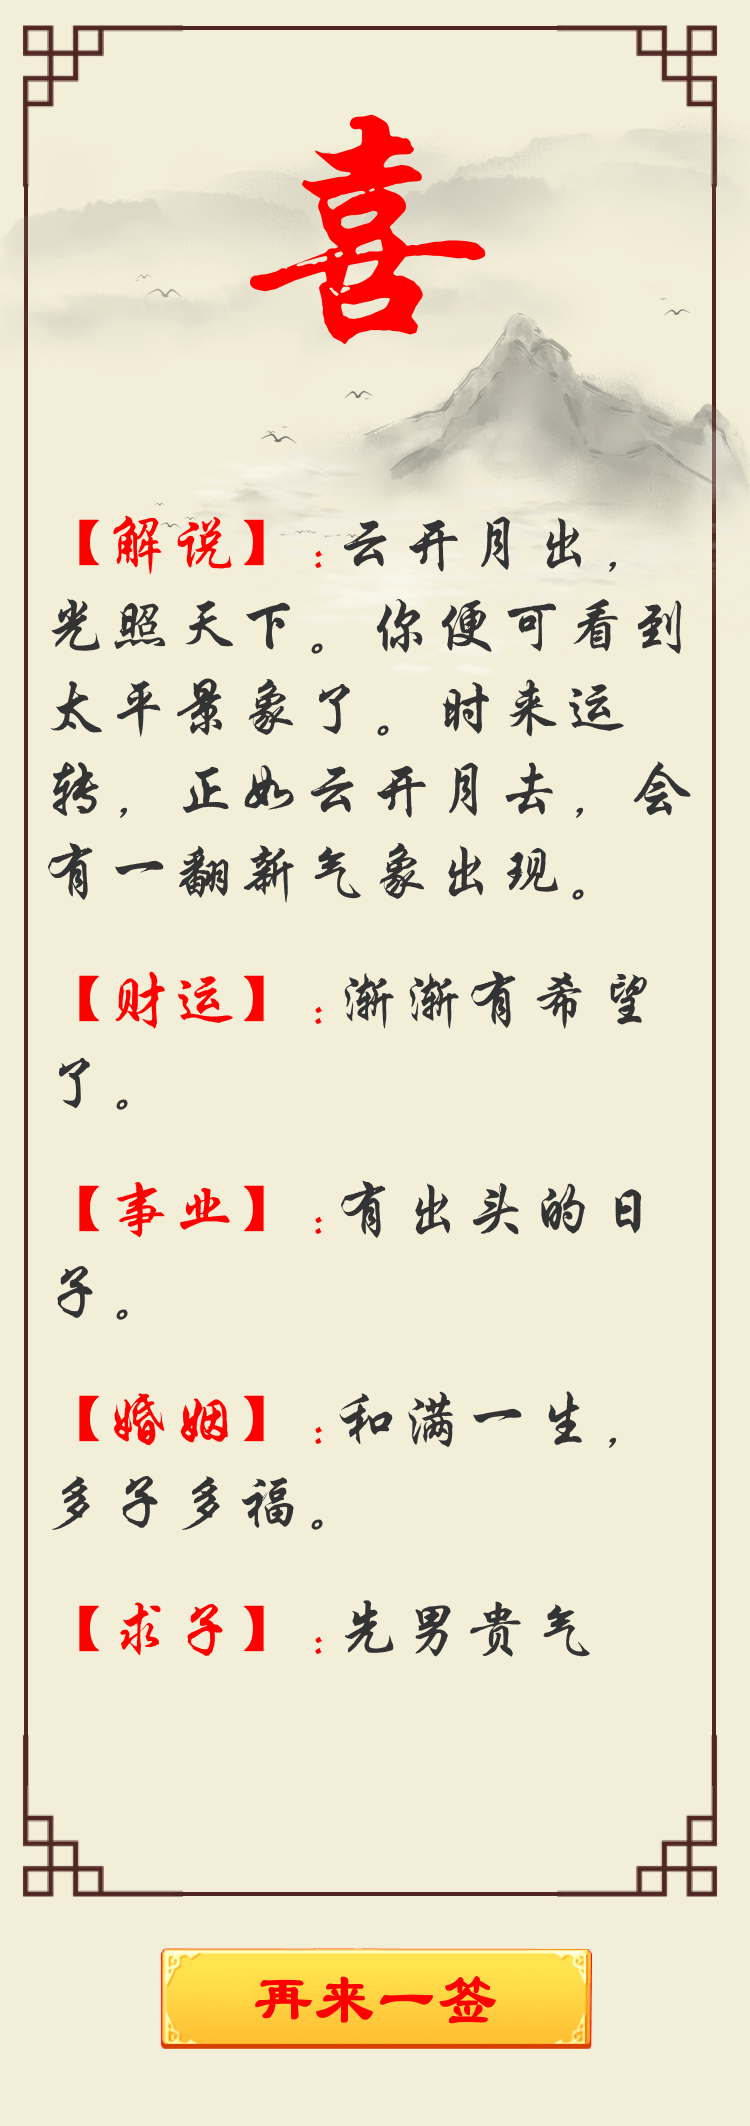 喜
【解说】:云开月出,
光照天下。你便可看到
太平景象了。时来运
转,正如云开月去,会
有一翻新气象出现。
【财运】:渐渐有希望
了。
【事业】:有出头的日
子。
【婚姻】:和满一生,
多子多福。
【求子】:先男贵气
再来一签